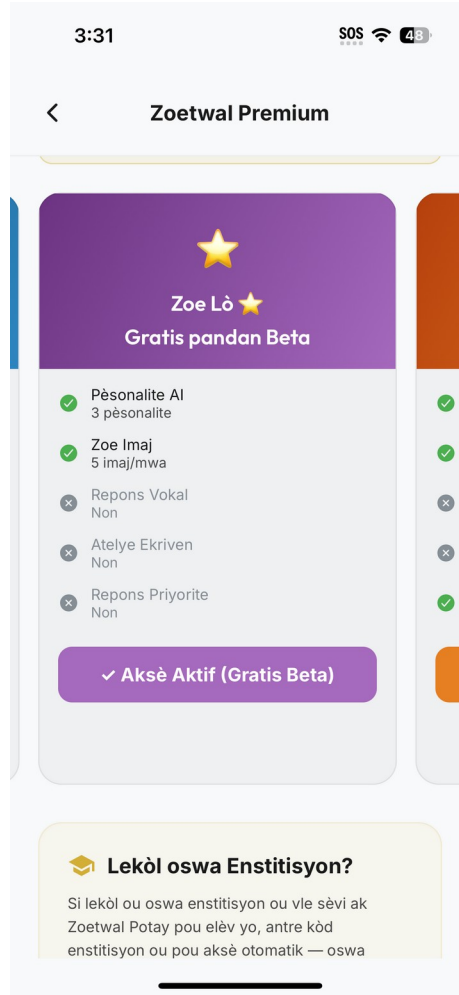 3:31
SOS
48
Zoetwal Premium
Zoe Lò ⭐
Gratis pandan Beta
Pèsonalite AI
3 pèsonalite
Zoe Imaj
5 imaj/mwa
Repons Vokal
Non
Atelye Ekriven
Non
Repons Priyorite
Non
✓ Aksè Aktif (Gratis Beta)
Lekòl oswa Enstitisyon?
Si lekòl ou oswa enstitisyon ou vle sèvi ak
Zoetwal Potay pou elèv yo, antre kòd
enstitisyon ou pou aksè otomatik — oswa